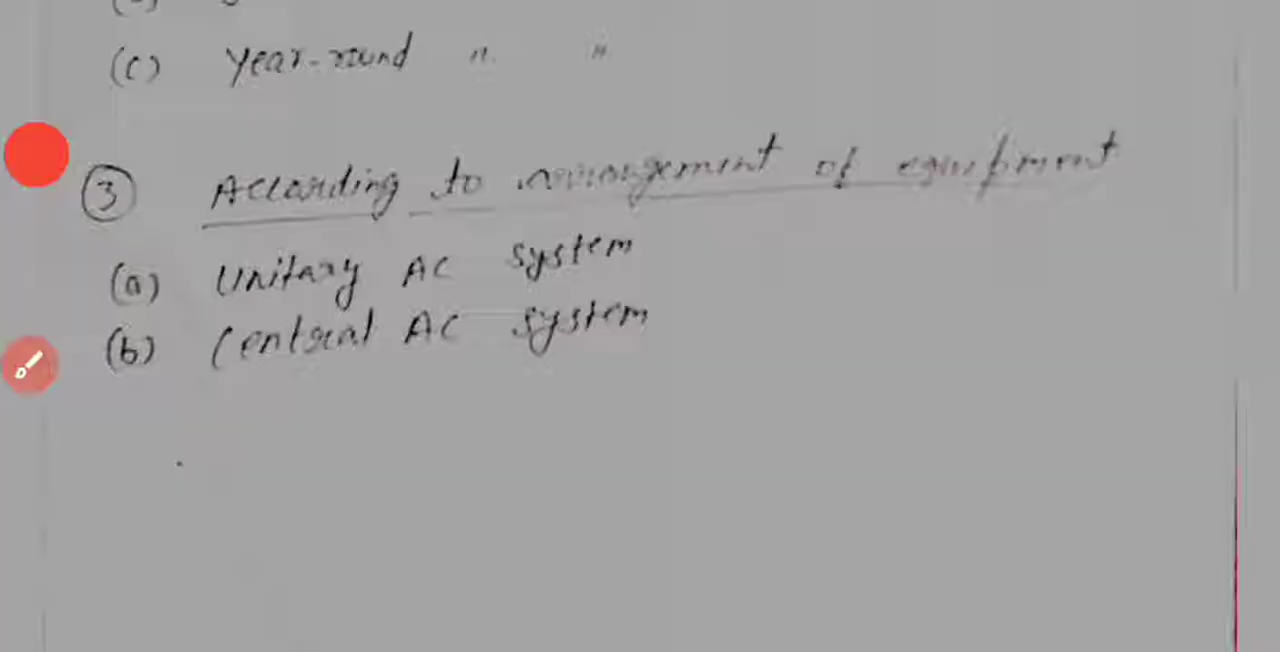 (C) Year-round " "
③ According to arrangement of equipment
(a) Unitary AC system
(b) Central AC system